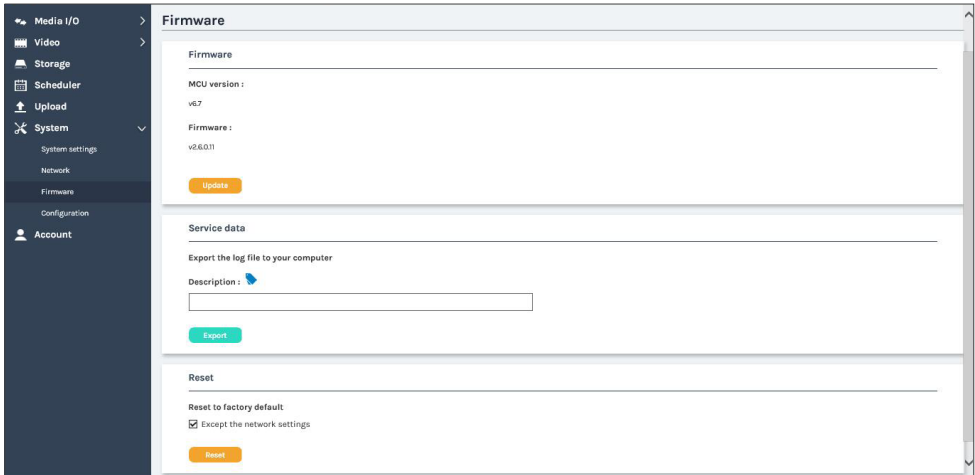 Media I/O
Video
Storage
Scheduler
Upload
System
System settings
Network
Firmware
Configuration
Account
Firmware
Firmware
MCU version :
v6.7
Firmware :
v2.6.0.11
Update
Service data
Export the log file to your computer
Description :
Export
Reset
Reset to factory default
Except the network settings
Reset